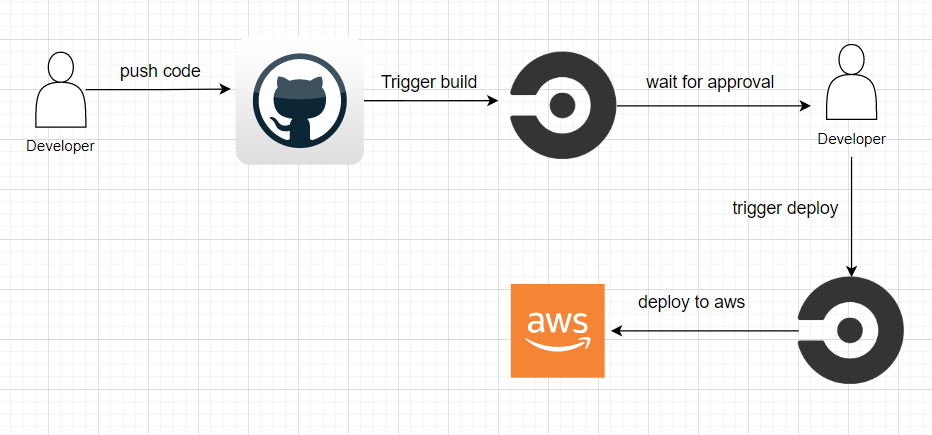 push code
Trigger build
wait for approval
Developer
Developer
trigger deploy
deploy to aws
aws